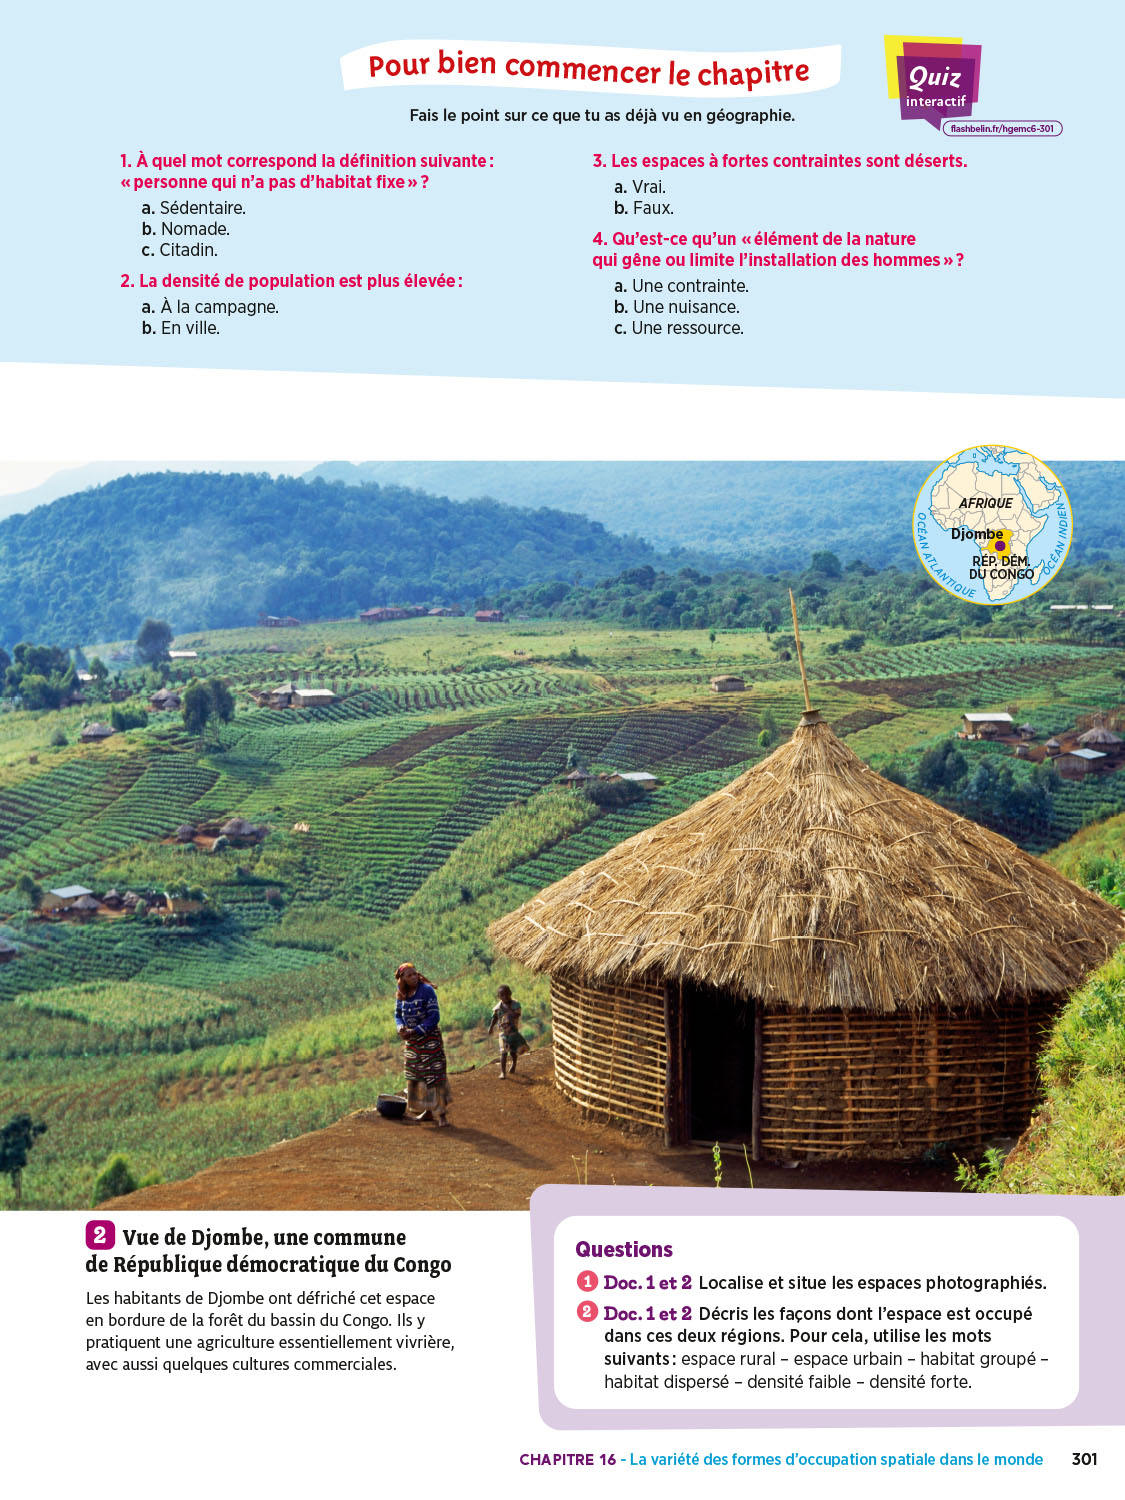 Pour bien commencer le chapitre
Quiz
interactif
flashbelin.fr/hgemc6-301
Fais le point sur ce que tu as déjà vu en géographie.
1. À quel mot correspond la définition suivante :
« personne qui n’a pas d’habitat fixe » ?
a. Sédentaire.
b. Nomade.
c. Citadin.
2. La densité de population est plus élevée :
a. À la campagne.
b. En ville.
3. Les espaces à fortes contraintes sont déserts.
a. Vrai.
b. Faux.
4. Qu’est-ce qu’un « élément de la nature
qui gêne ou limite l’installation des hommes » ?
a. Une contrainte.
b. Une nuisance.
c. Une ressource.
AFRIQUE
OCÉAN ATLANTIQUE
OCÉAN INDIEN
Djombe
RÉP. DÉM.
DU CONGO
2 Vue de Djombe, une commune
de République démocratique du Congo
Les habitants de Djombe ont défriché cet espace
en bordure de la forêt du bassin du Congo. Ils y
pratiquent une agriculture essentiellement vivrière,
avec aussi quelques cultures commerciales.
Questions
1 Doc. 1 et 2 Localise et situe les espaces photographiés.
2 Doc. 1 et 2 Décris les façons dont l’espace est occupé
dans ces deux régions. Pour cela, utilise les mots
suivants : espace rural – espace urbain – habitat groupé –
habitat dispersé – densité faible – densité forte.
CHAPITRE 16 - La variété des formes d’occupation spatiale dans le monde 301